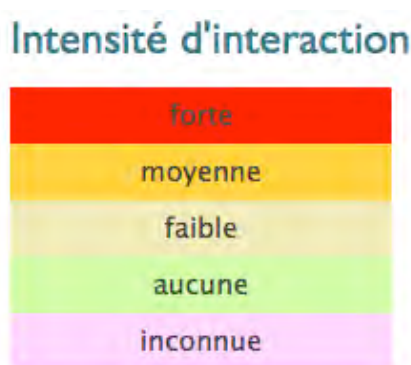 Intensité d'interaction
forte
moyenne
faible
aucune
inconnue